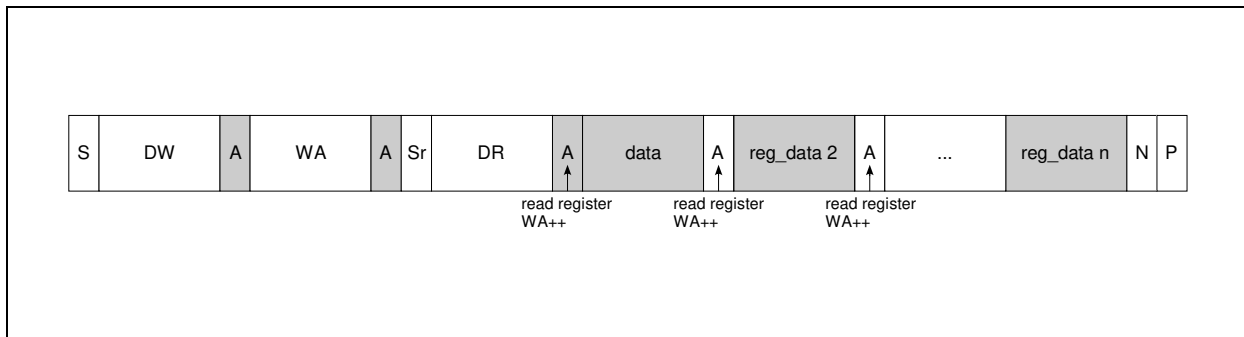 S DW A WA A Sr DR A data A reg_data 2 A ... reg_data n N P
read register read register read register
WA++ WA++ WA++